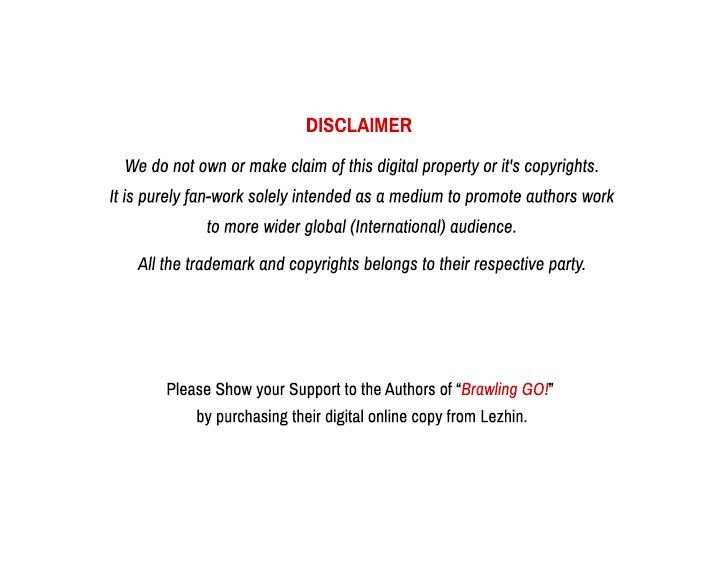 DISCLAIMER
We do not own or make claim of this digital property or it's copyrights.
It is purely fan-work solely intended as a medium to promote authors work
to more wider global (International) audience.
All the trademark and copyrights belongs to their respective party.
Please Show your Support to the Authors of “Brawling GO!”
by purchasing their digital online copy from Lezhin.